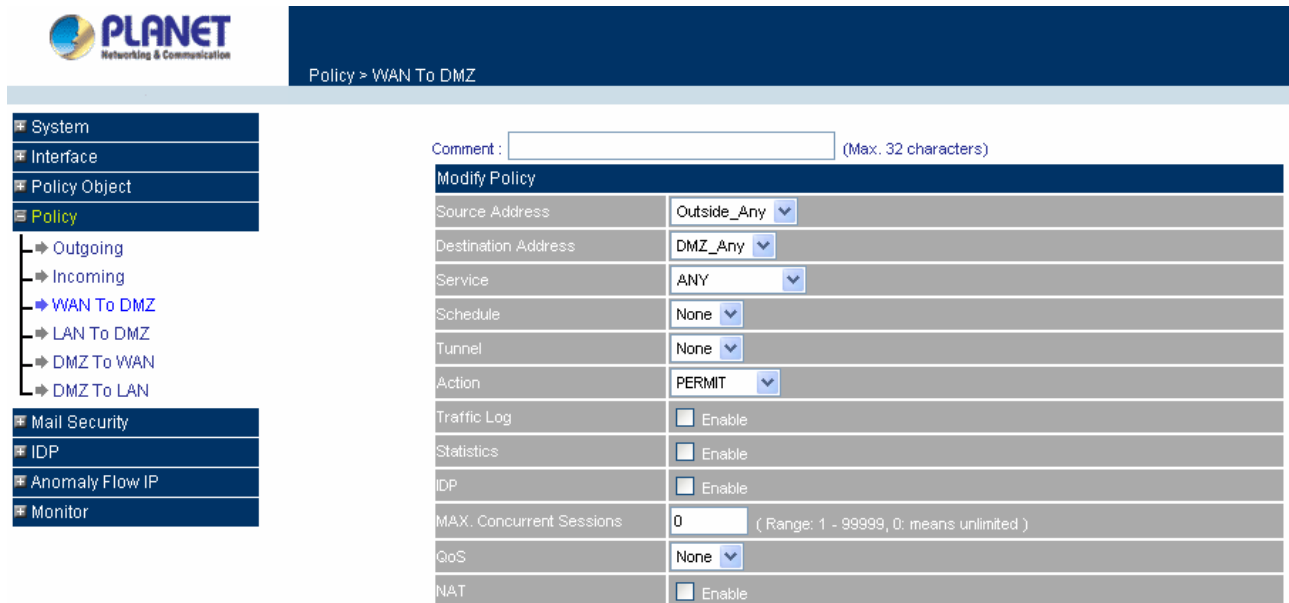 PLANET
Networking & Communication
Policy > WAN To DMZ
System
Interface
Policy Object
Policy
Outgoing
Incoming
WAN To DMZ
LAN To DMZ
DMZ To WAN
DMZ To LAN
Mail Security
IDP
Anomaly Flow IP
Monitor
Comment : (Max. 32 characters)
Modify Policy
Source Address Outside_Any
Destination Address DMZ_Any
Service ANY
Schedule None
Tunnel None
Action PERMIT
Traffic Log Enable
Statistics Enable
IDP Enable
MAX. Concurrent Sessions 0 ( Range: 1 - 99999, 0: means unlimited )
QoS None
NAT Enable